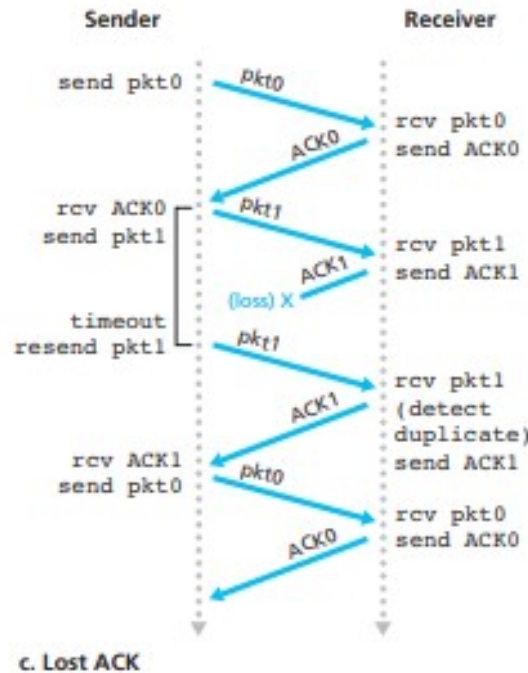 Sender
Receiver
send pkt0
pkt0
rcv pkt0
send ACK0
ACK0
rcv ACK0
send pkt1
pkt1
rcv pkt1
send ACK1
ACK1
(loss) X
timeout
resend pkt1
pkt1
rcv pkt1
(detect
duplicate)
send ACK1
ACK1
rcv ACK1
send pkt0
pkt0
rcv pkt0
send ACK0
ACK0
c. Lost ACK